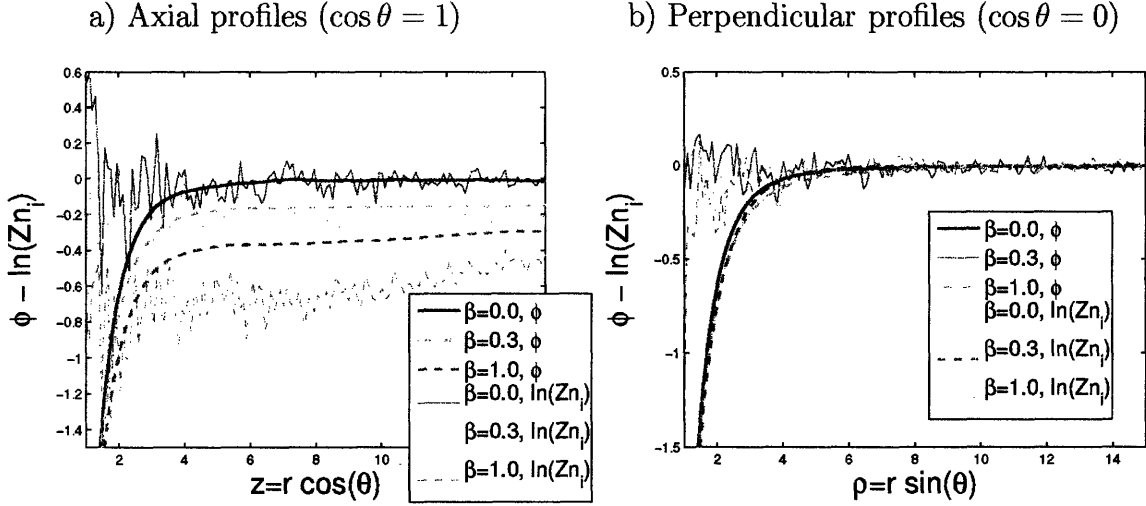 a) Axial profiles (cos θ = 1)
b) Perpendicular profiles (cos θ = 0)
0.6
0.4
0.2
0
−0.2
−0.4
−0.6
−0.8
−1
−1.2
−1.4
ϕ − ln(Zn_i)
2
4
6
8
10
z=r cos(θ)
β=0.0, ϕ
β=0.3, ϕ
β=1.0, ϕ
β=0.0, ln(Zn_i)
β=0.3, ln(Zn_i)
β=1.0, ln(Zn_i)
0.5
0
−0.5
−1
−1.5
ϕ − ln(Zn_i)
2
4
6
8
10
12
14
ρ=r sin(θ)
β=0.0, ϕ
β=0.3, ϕ
β=1.0, ϕ
β=0.0, ln(Zn_i)
β=0.3, ln(Zn_i)
β=1.0, ln(Zn_i)